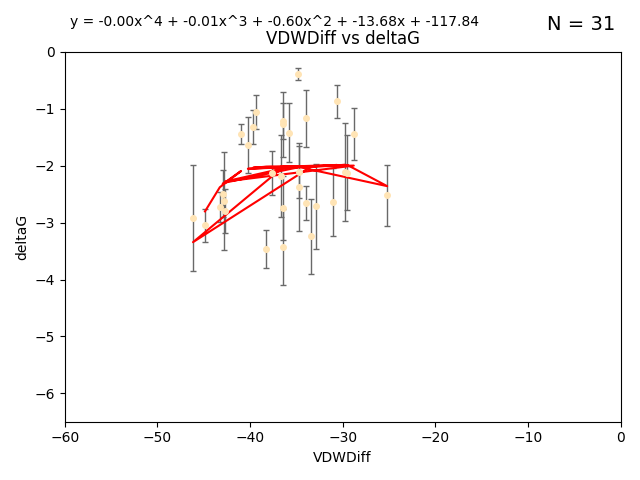 y = -0.00x^4 + -0.01x^3 + -0.60x^2 + -13.68x + -117.84
N = 31
VDWDiff vs deltaG
0
−1
−2
−3
−4
−5
−6
deltaG
−60 −50 −40 −30 −20 −10 0
VDWDiff